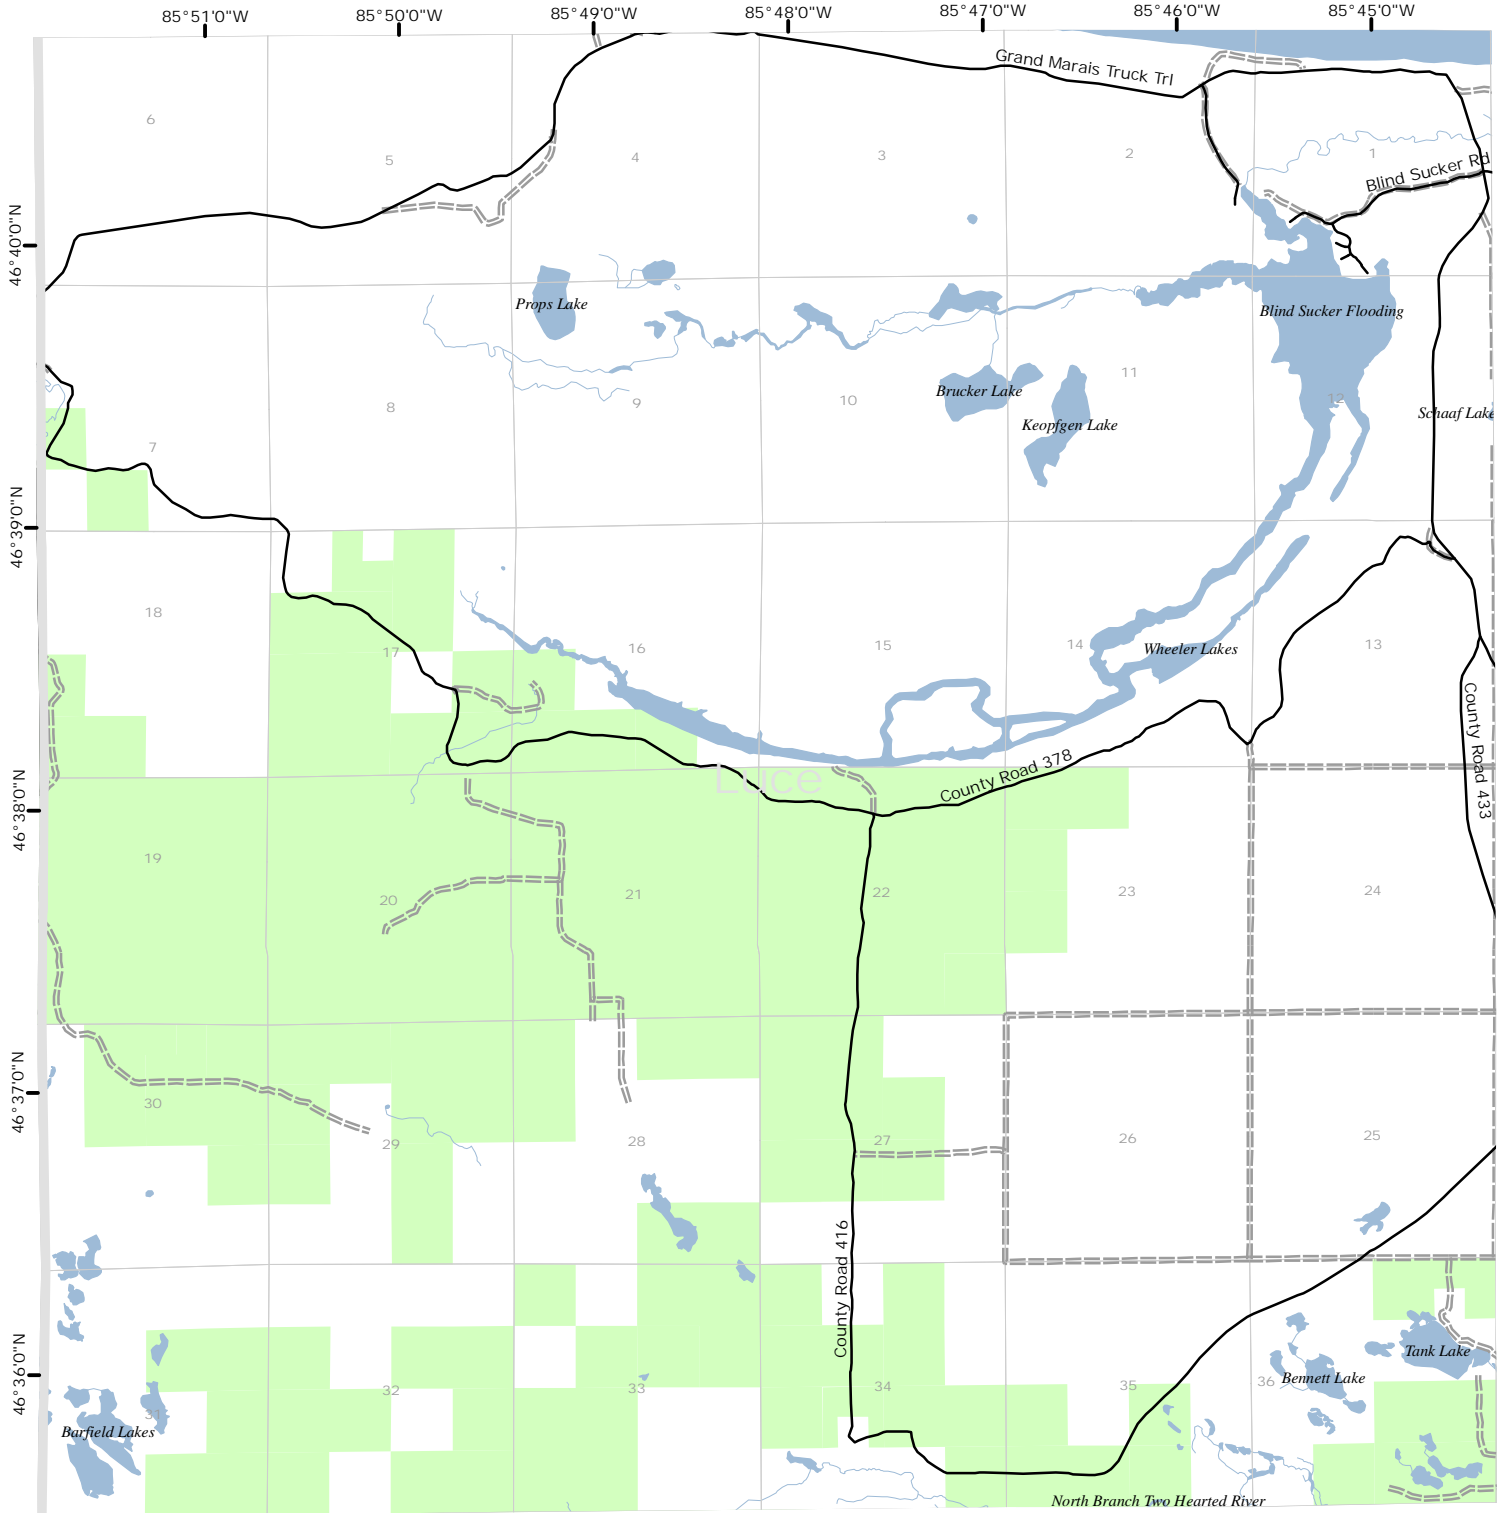 85°51'0"W 85°50'0"W 85°49'0"W 85°48'0"W 85°47'0"W 85°46'0"W 85°45'0"W
Grand Marais Truck Trl
6
5
4
3
2
1
Blind Sucker Rd
46°40'0"N
Props Lake
Blind Sucker Flooding
Brucker Lake
Keopfgen Lake
Schaaf Lake
7
8
9
10
11
12
46°39'0"N
18
17
16
15
14
13
Wheeler Lakes
County Road 433
County Road 378
Luce
46°38'0"N
19
20
21
22
23
24
46°37'0"N
30
29
28
27
26
25
County Road 416
46°36'0"N
Tank Lake
Bennett Lake
31
32
33
34
35
36
Barfield Lakes
North Branch Two Hearted River